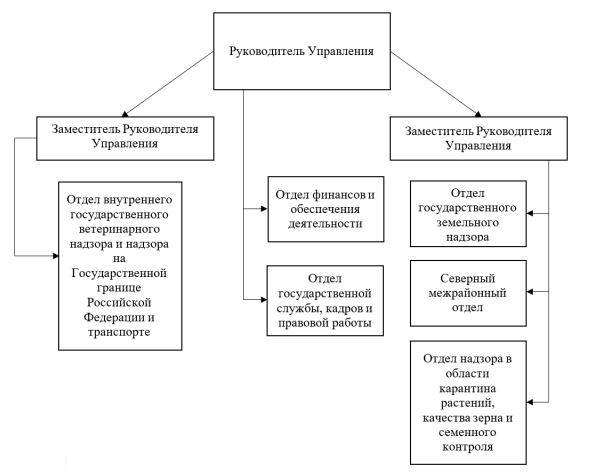 Руководитель Управления
Заместитель Руководителя
Управления
Заместитель Руководителя
Управления
Отдел внутреннего
государственного
ветеринарного
надзора и надзора
на
Государственной
границе
Российской
Федерации и
транспорте
Отдел финансов и
обеспечения
деятельности
Отдел
государственной
службы, кадров и
правовой работы
Отдел
государственного
земельного
надзора
Северный
межрайонный
отдел
Отдел надзора в
области
карантина
растений,
качества зерна и
семенного
контроля